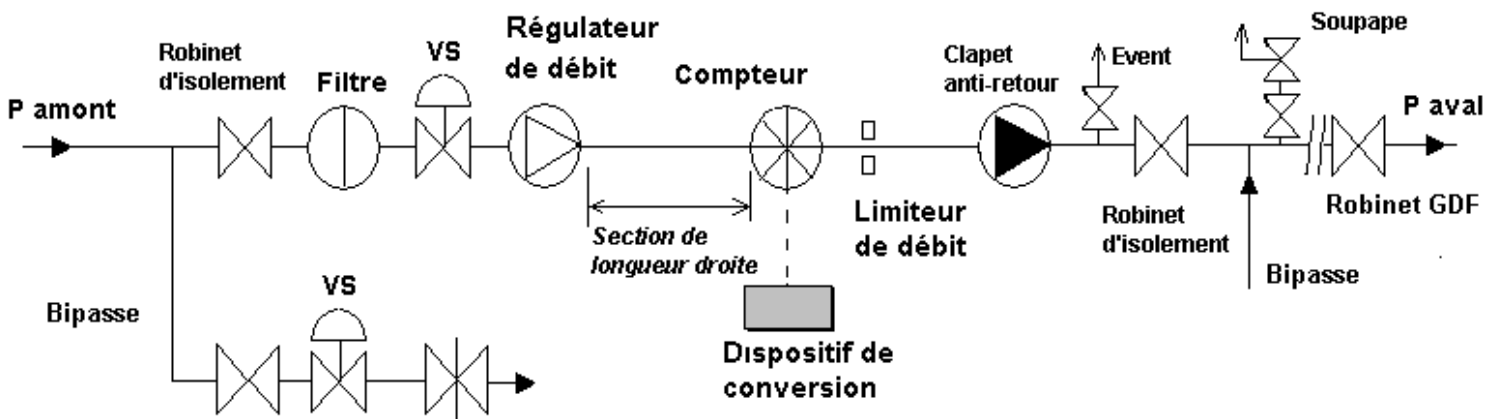 P amont
Robinet
d'isolement
Filtre
VS
Régulateur
de débit
Section de
longueur droite
Compteur
Dispositif de
conversion
Limiteur
de débit
Clapet
anti-retour
Event
Robinet
d'isolement
Soupape
P aval
Robinet GDF
Bipasse
Bipasse
VS